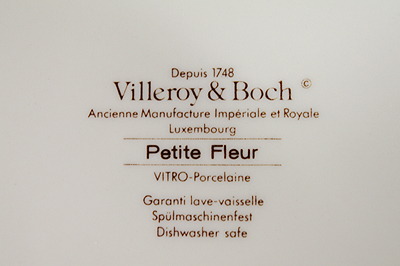 Depuis 1748
Villeroy & Boch ©
Ancienne Manufacture Impériale et Royale
Luxembourg
Petite Fleur
VITRO-Porcelaine
Garanti lave-vaisselle
Spülmaschinenfest
Dishwasher safe